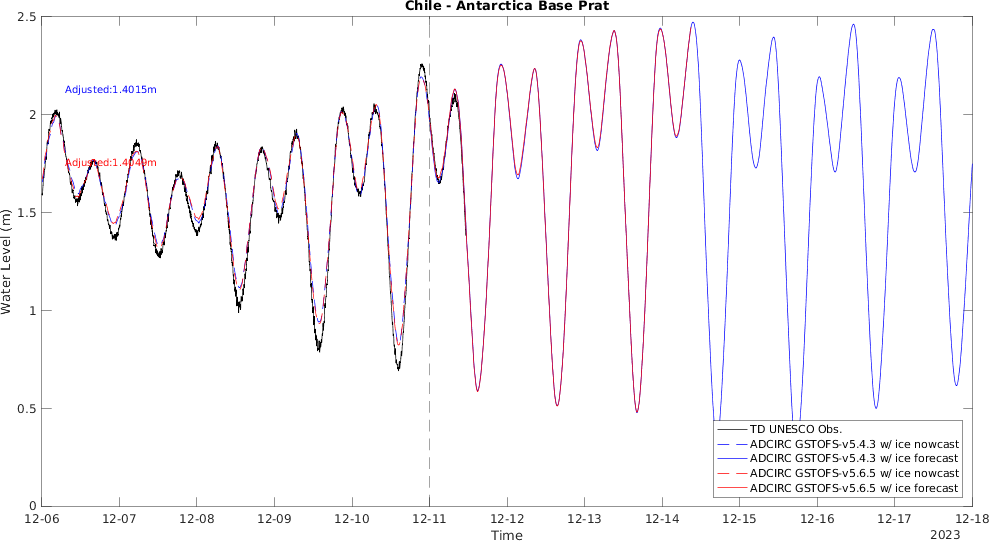 Chile - Antarctica Base Prat
2.5
2
1.5
1
0.5
0
Water Level (m)
Adjusted:1.4015m
Adjusted:1.4049m
TD UNESCO Obs.
ADCIRC GSTOFS-v5.4.3 w/ ice nowcast
ADCIRC GSTOFS-v5.4.3 w/ ice forecast
ADCIRC GSTOFS-v5.6.5 w/ ice nowcast
ADCIRC GSTOFS-v5.6.5 w/ ice forecast
12-06 12-07 12-08 12-09 12-10 12-11 12-12 12-13 12-14 12-15 12-16 12-17 12-18
Time
2023